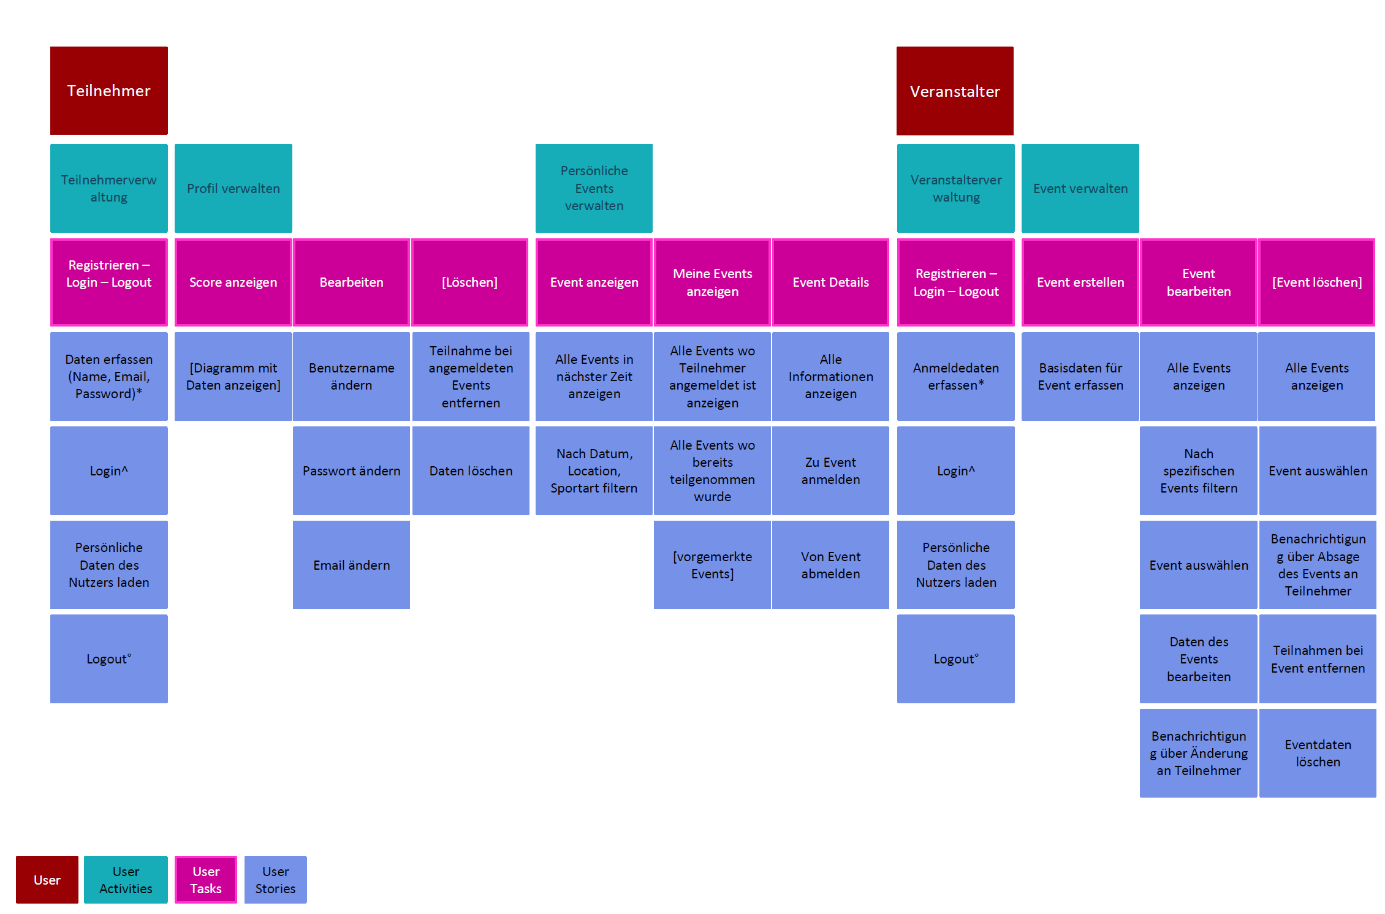 Teilnehmer
Veranstalter
Teilnehmerverw
altung
Profil verwalten
Persönliche
Events
verwalten
Veranstalterver
waltung
Event verwalten
Registrieren –
Login – Logout
Score anzeigen
Bearbeiten
[Löschen]
Event anzeigen
Meine Events
anzeigen
Event Details
Registrieren –
Login – Logout
Event erstellen
Event
bearbeiten
[Event löschen]
Daten erfassen
(Name, Email,
Password)*
[Diagramm mit
Daten anzeigen]
Benutzername
ändern
Teilnahme bei
angemeldeten
Events
entfernen
Alle Events in
nächster Zeit
anzeigen
Alle Events wo
Teilnehmer
angemeldet ist
anzeigen
Alle
Informationen
anzeigen
Anmeldedaten
erfassen*
Basisdaten für
Event erfassen
Alle Events
anzeigen
Alle Events
anzeigen
Login^
Passwort ändern
Daten löschen
Nach Datum,
Location,
Sportart filtern
Alle Events wo
bereits
teilgenommen
wurde
Zu Event
anmelden
Login^
Nach
spezifischen
Events filtern
Event auswählen
Persönliche
Daten des
Nutzers laden
Email ändern
[vorgemerkte
Events]
Von Event
abmelden
Persönliche
Daten des
Nutzers laden
Event auswählen
Benachrichtigun
g über Absage
des Events an
Teilnehmer
Logout°
Logout°
Daten des
Events
bearbeiten
Teilnahmen bei
Event entfernen
Benachrichtigun
g über Änderung
an Teilnehmer
Eventdaten
löschen
User
User
Activities
User
Tasks
User
Stories